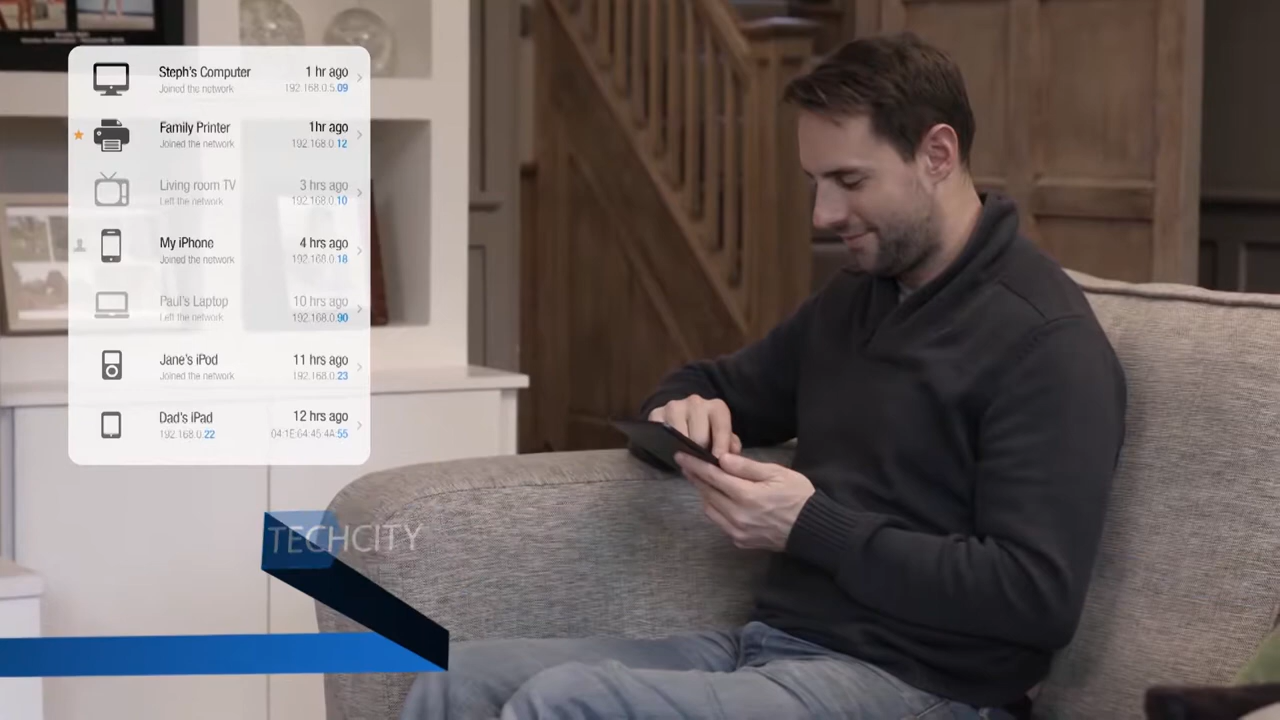 Steph's Computer 1 hr ago
Joined the network 192.168.0.5.09
Family Printer 1hr ago
Joined the network 192.168.0.12
Living room TV 3 hrs ago
Left the network 192.168.0.10
My iPhone 4 hrs ago
Joined the network 192.168.0.18
Paul's Laptop 10 hrs ago
Left the network 192.168.0.90
Jane's iPod 11 hrs ago
Joined the network 192.168.0.23
Dad's iPad 12 hrs ago
192.168.0.22 04:1E:64:45:4A:55
TECHCITY